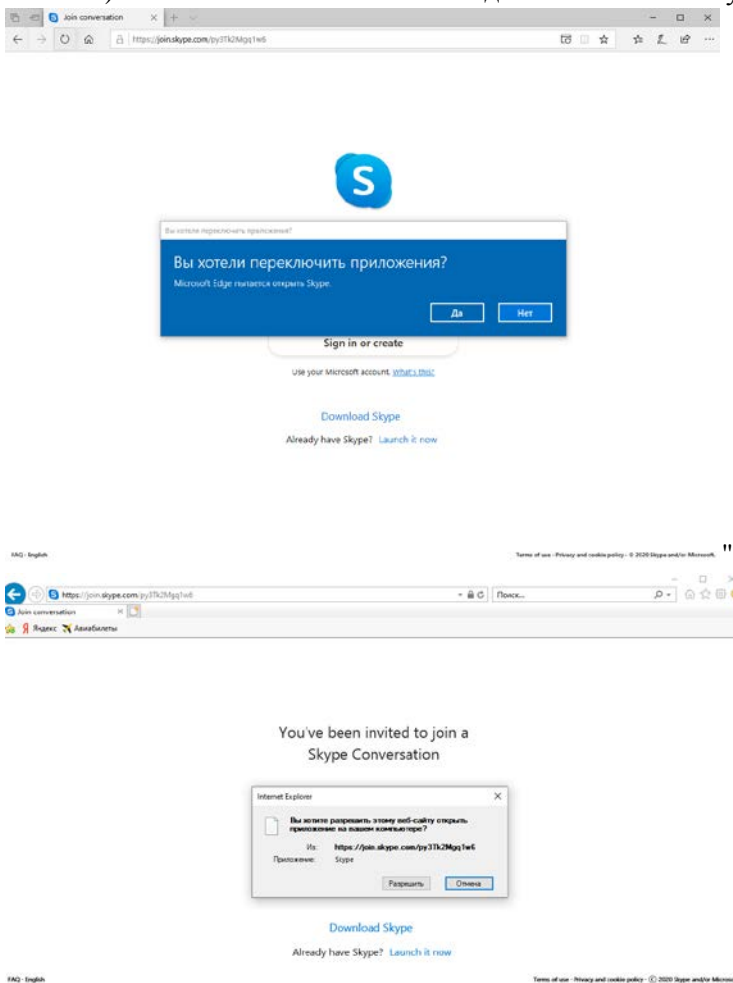 Join conversation
https://join.skype.com/py3Tk2Mgq1w6
S
Вы хотели переключить приложения?
Вы хотели переключить приложения?
Microsoft Edge пытается открыть Skype.
Да
Нет
Sign in or create
Use your Microsoft account. What's this?
Download Skype
Already have Skype? Launch it now
FAQ - English
Terms of use - Privacy and cookie policy - © 2020 Skype and/or Microsoft.
"
https://join.skype.com/py3Tk2Mgq1w6
Поиск...
Join conversation
Яндекс
Авиабилеты
You've been invited to join a
Skype Conversation
Internet Explorer
Вы хотите разрешить этому веб-сайту открыть
приложение на вашем компьютере?
Из: https://join.skype.com/py3Tk2Mgq1w6
Приложение: Skype
Разрешить
Отмена
Download Skype
Already have Skype? Launch it now
FAQ - English
Terms of use - Privacy and cookie policy - © 2020 Skype and/or Microso